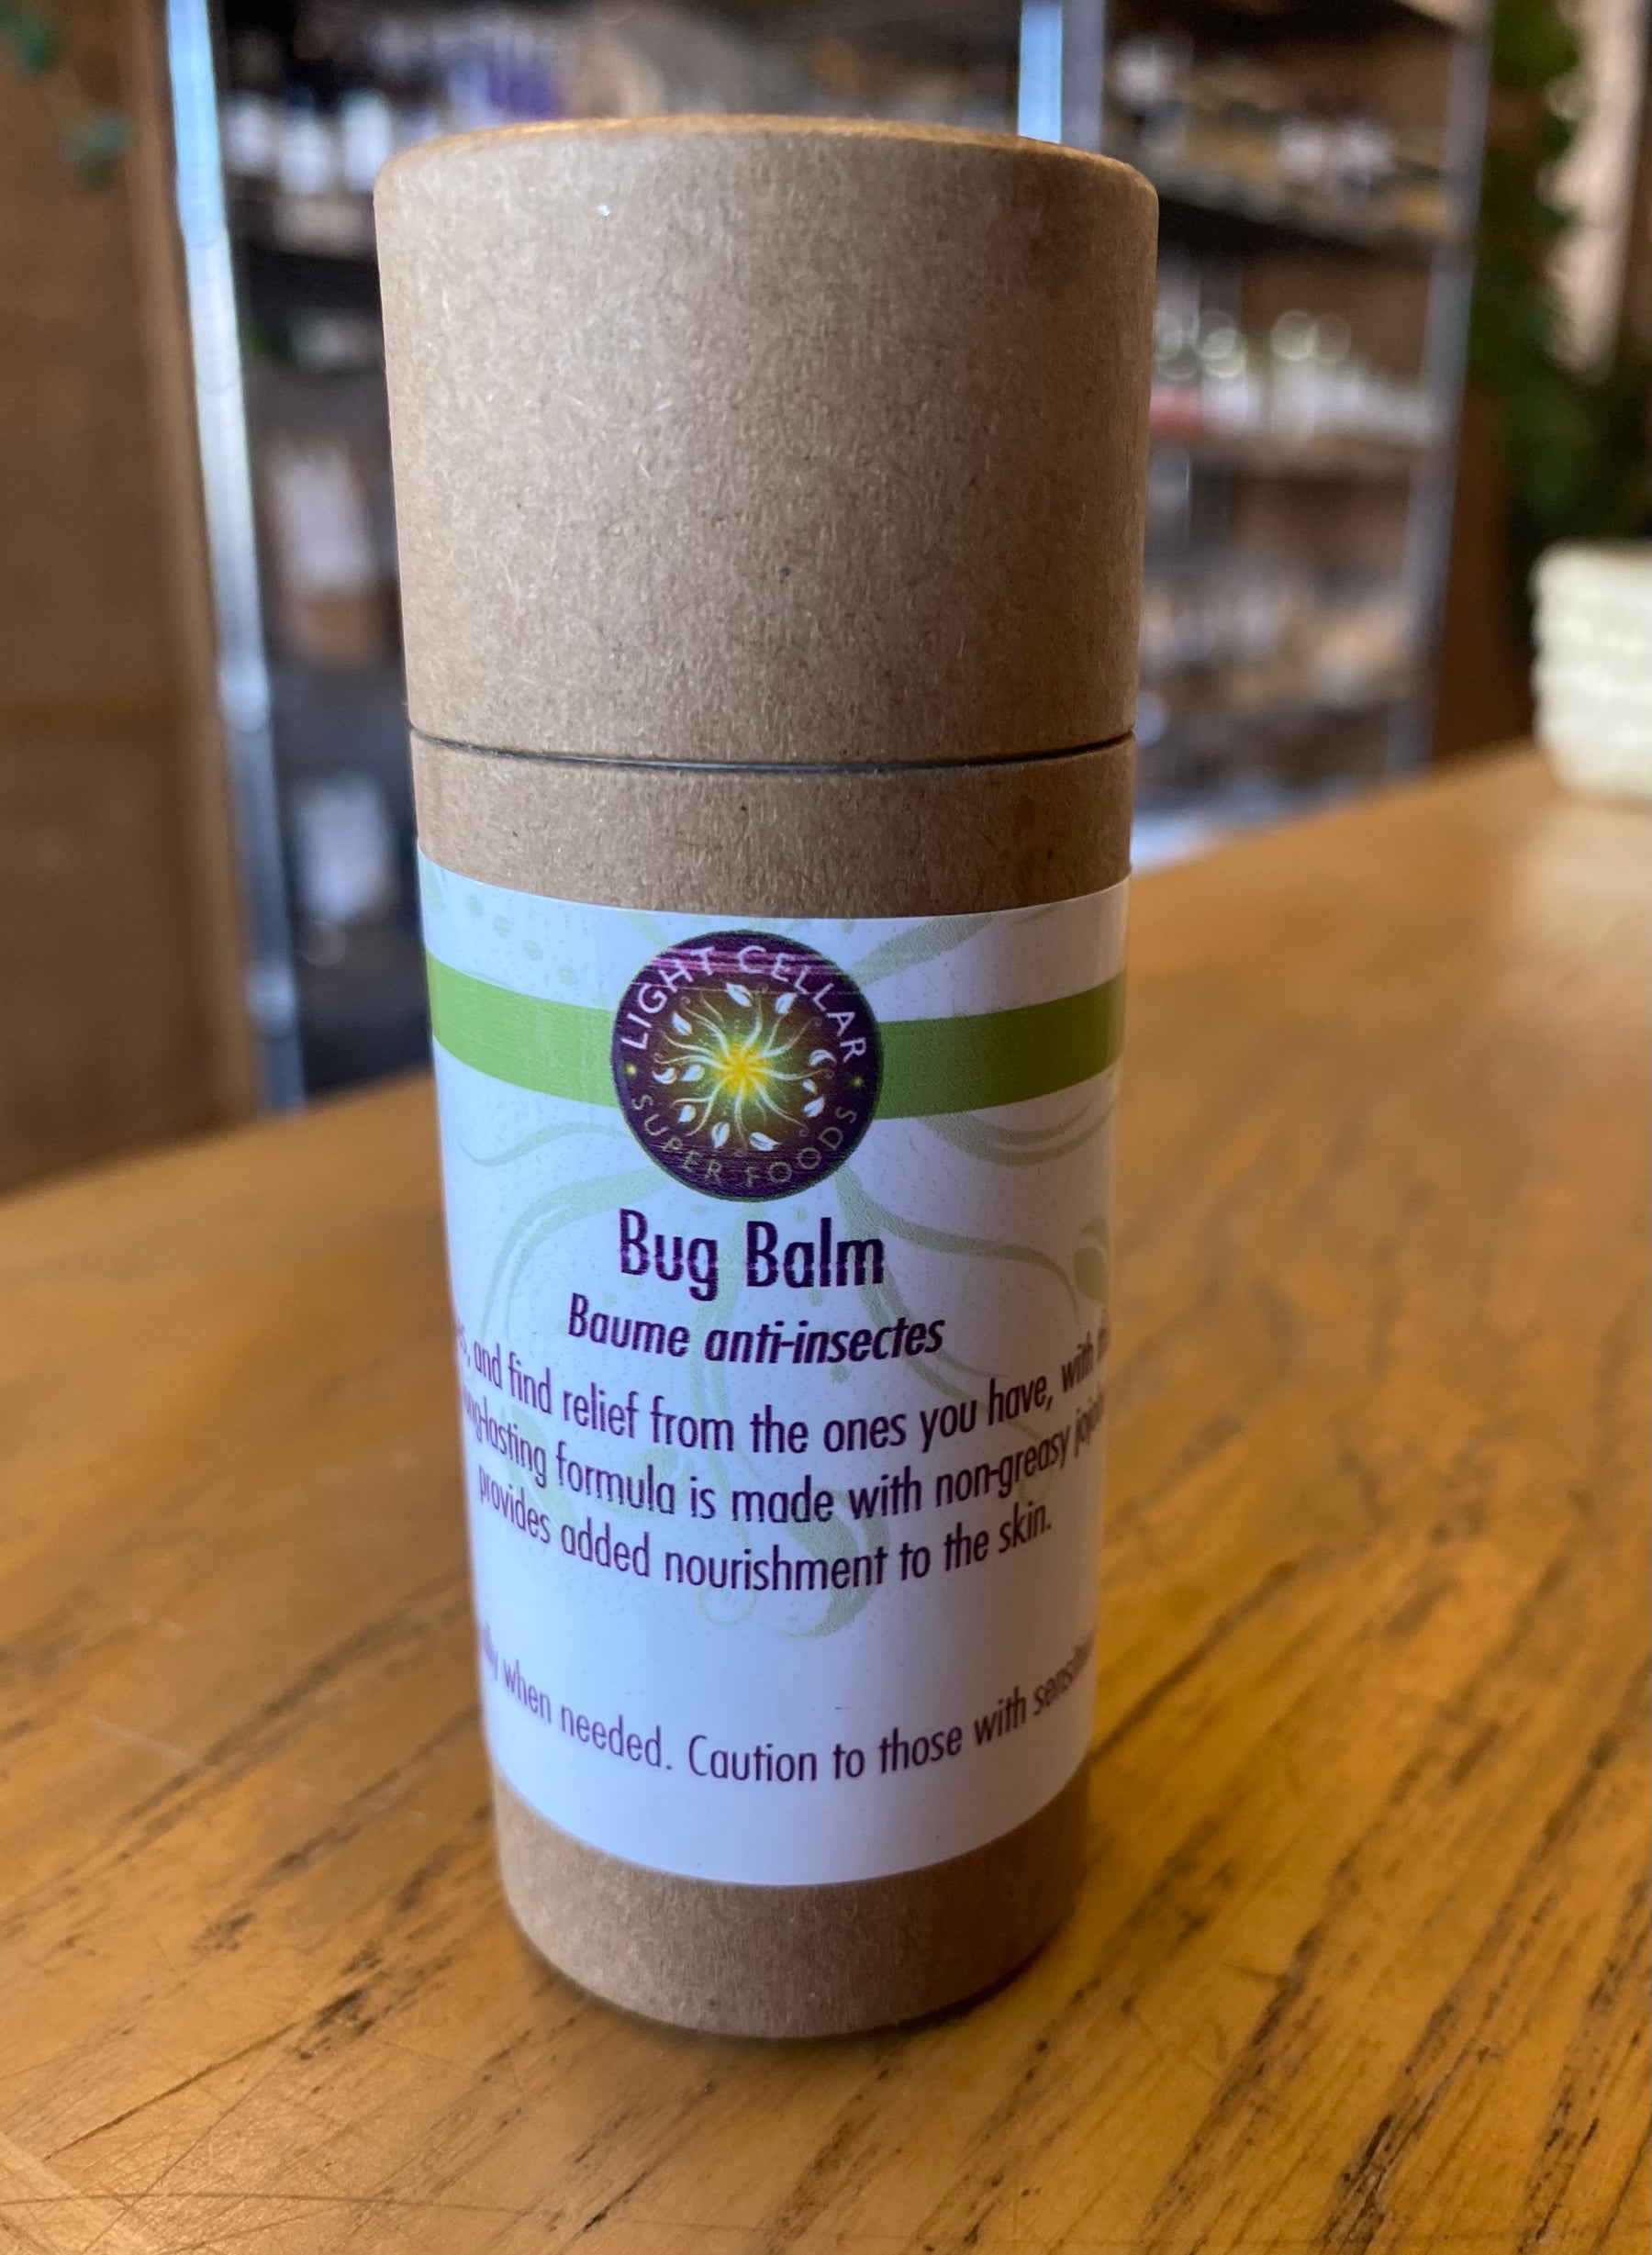 LIGHT CELLAR
SUPER FOODS
Bug Balm
Baume anti-insectes
and find relief from the ones you have, with
formula is made with non-greasy
provides added nourishment to the skin.
when needed. Caution to those with